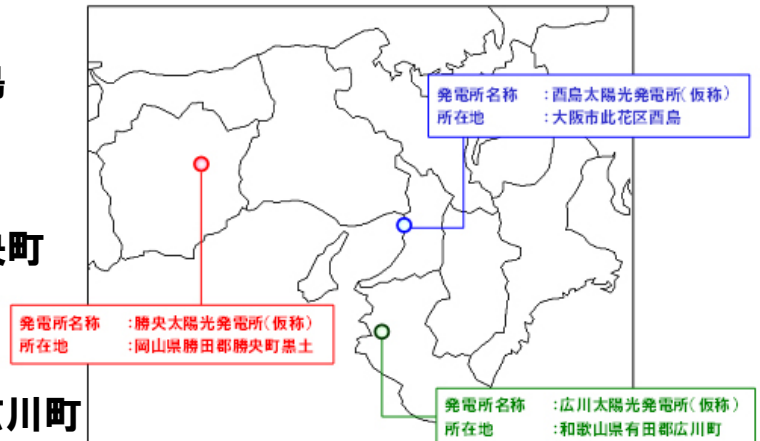 島
発電所名称　：酉島太陽光発電所（仮称）
所在地　：大阪市此花区酉島
央町
発電所名称　：勝央太陽光発電所（仮称）
所在地　：岡山県勝田郡勝央町黒土
広川町
発電所名称　：広川太陽光発電所（仮称）
所在地　：和歌山県有田郡広川町